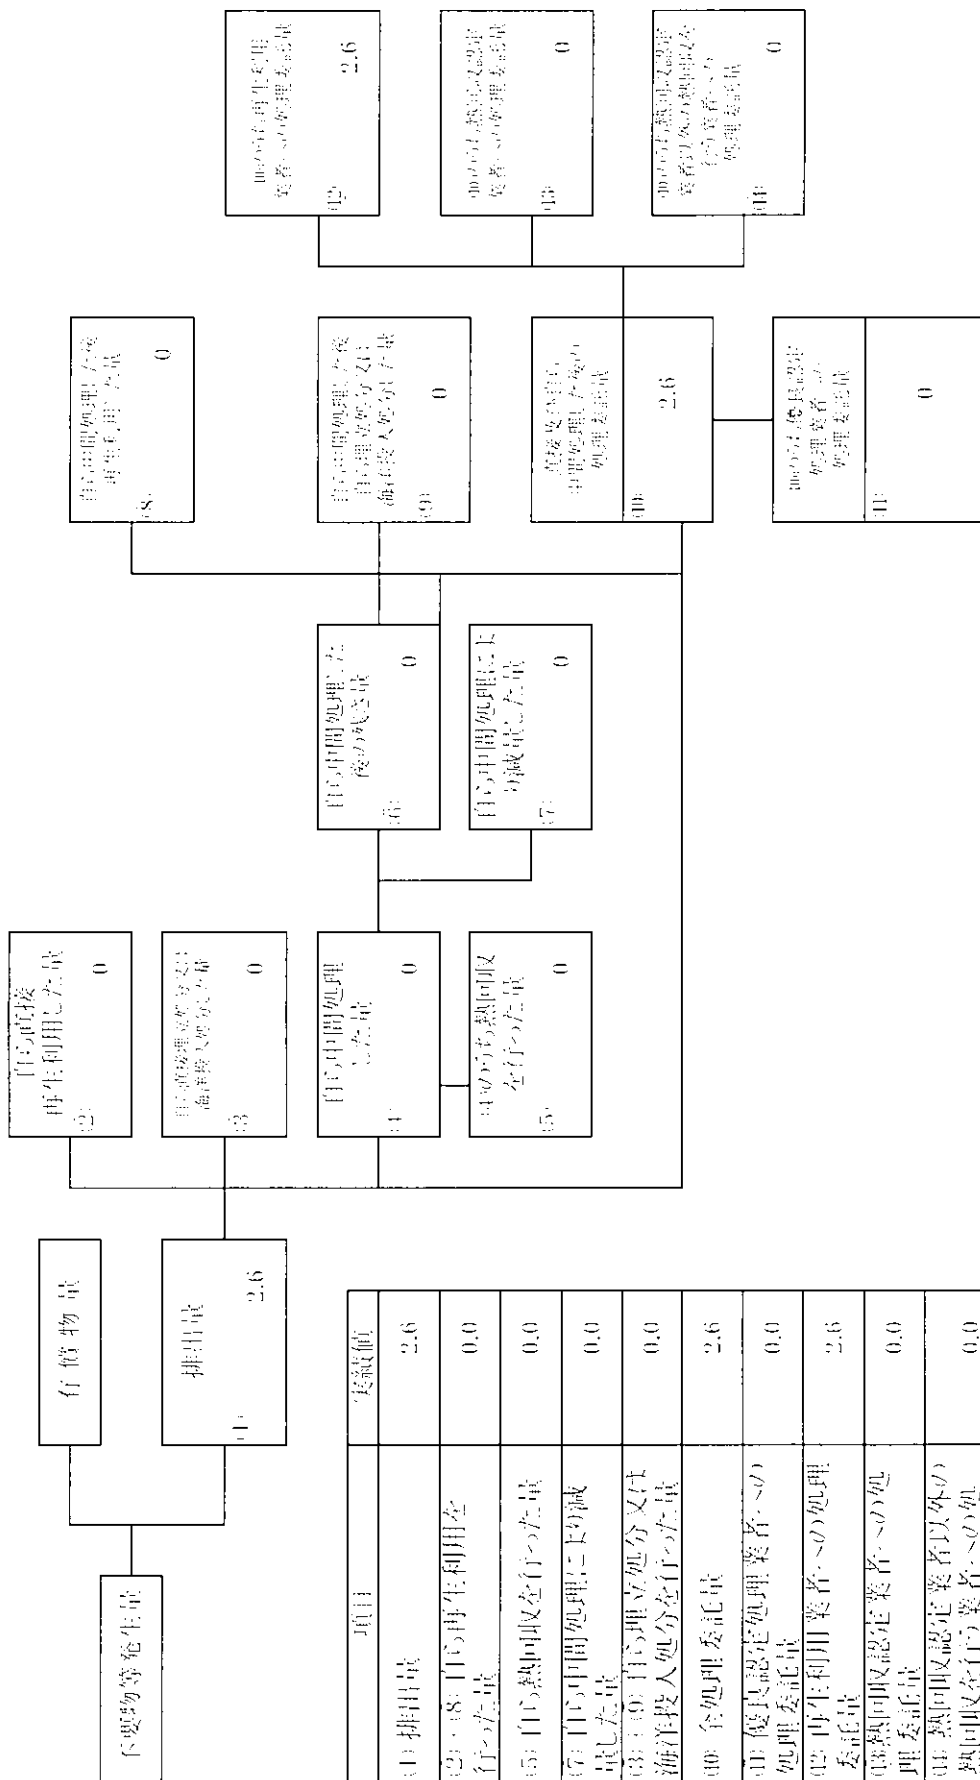 不要物等発生量
有償物量
排出量
(1)
2.6
自ら直接
再生利用した量
(2)
0
自ら直接埋立処分又は
海洋投入処分した量
(3)
0
自ら中間処理
した量
(4)
0
(4)のうち熱回収
を行った量
(5)
0
自ら中間処理した
後の残さ量
(6)
0
自ら中間処理によ
り減量した量
(7)
0
自ら中間処理した後
再生利用した量
(8)
0
自ら中間処理した後
自ら埋立処分又は
海洋投入処分した量
(9)
0
直接及び自ら
中間処理した後の
処理委託量
(10)
2.6
(10)のうち優良認定
処理業者への
処理委託量
(11)
0
(10)のうち再生利用
業者への処理委託量
(12)
2.6
(10)のうち熱回収認定
業者への処理委託量
(13)
0
(10)のうち熱回収認定
業者以外の熱回収を
行う業者への
処理委託量
(14)
0
項目 実績値
(1) 排出量 2.6
(2)+(8) 自ら再生利用を
行った量 0.0
(5) 自ら熱回収を行った量 0.0
(7) 自ら中間処理により減
量した量 0.0
(3)+(9) 自ら埋立処分又は
海洋投入処分を行った量 0.0
(10) 全処理委託量 2.6
(11) 優良認定処理業者への
処理委託量 0.0
(12) 再生利用業者への処理
委託量 2.6
(13) 熱回収認定業者への処
理委託量 0.0
(14) 熱回収認定業者以外の
熱回収を行う業者への処 0.0